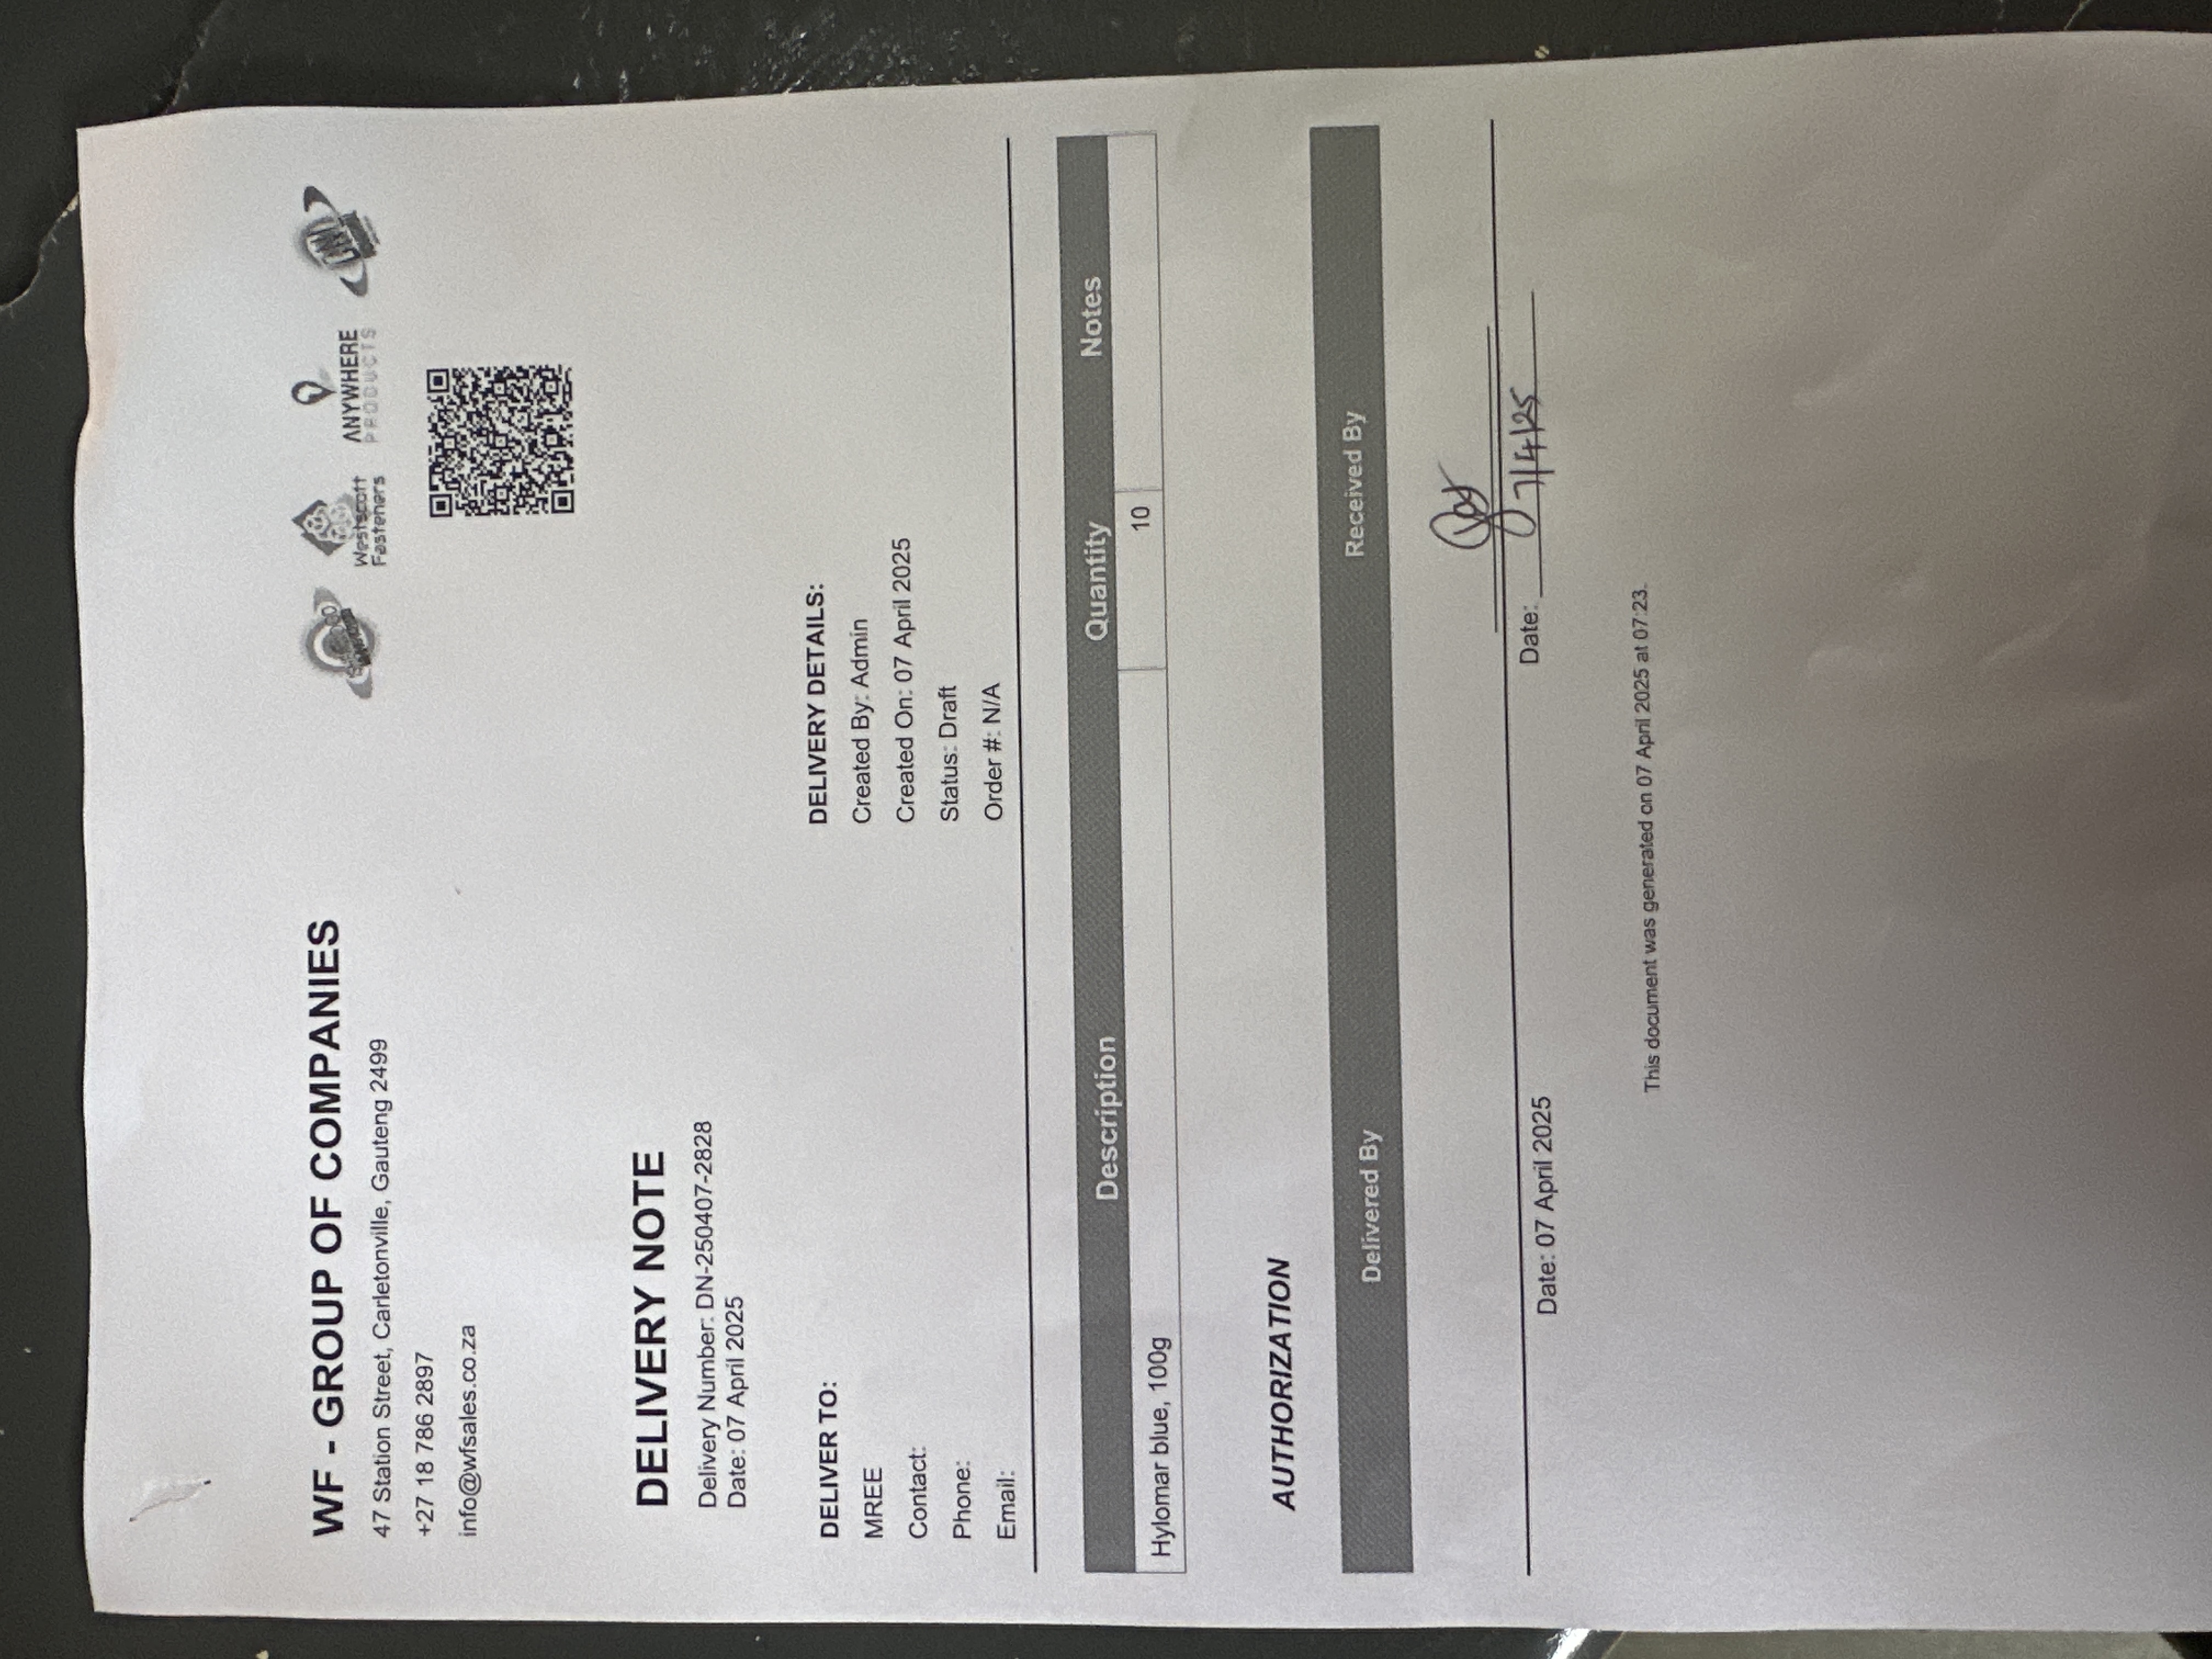 WF - GROUP OF COMPANIES
47 Station Street, Carletonville, Gauteng 2499
+27 18 786 2897
info@wfsales.co.za
Westscott
Fasteners
ANYWHERE
PRODUCTS
DELIVERY NOTE
Delivery Number: DN-250407-2828
Date: 07 April 2025
DELIVER TO:
MREE
Contact:
Phone:
Email:
DELIVERY DETAILS:
Created By: Admin
Created On: 07 April 2025
Status: Draft
Order #: N/A
Description Quantity Notes
Hylomar blue, 100g 10
AUTHORIZATION
Delivered By Received By
Date: 07 April 2025
Date: 7/4/25
This document was generated on 07 April 2025 at 07:23.